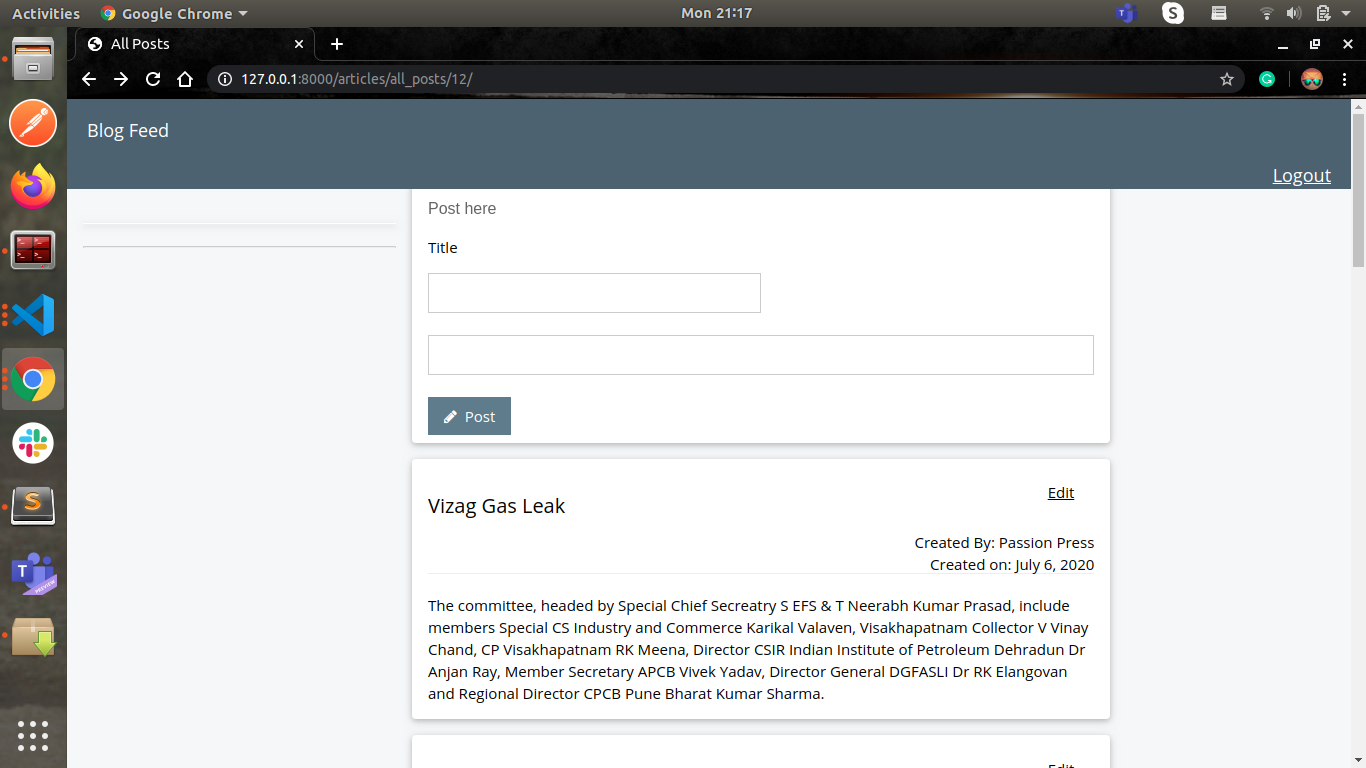 Activities
Google Chrome
Mon 21:17
All Posts
127.0.0.1:8000/articles/all_posts/12/
Blog Feed
Logout
Post here
Title
Post
Edit
Vizag Gas Leak
Created By: Passion Press
Created on: July 6, 2020
The committee, headed by Special Chief Secreatry S EFS & T Neerabh Kumar Prasad, include
members Special CS Industry and Commerce Karikal Valaven, Visakhapatnam Collector V Vinay
Chand, CP Visakhapatnam RK Meena, Director CSIR Indian Institute of Petroleum Dehradun Dr
Anjan Ray, Member Secretary APCB Vivek Yadav, Director General DGFASLI Dr RK Elangovan
and Regional Director CPCB Pune Bharat Kumar Sharma.
PREVIEW
Edit